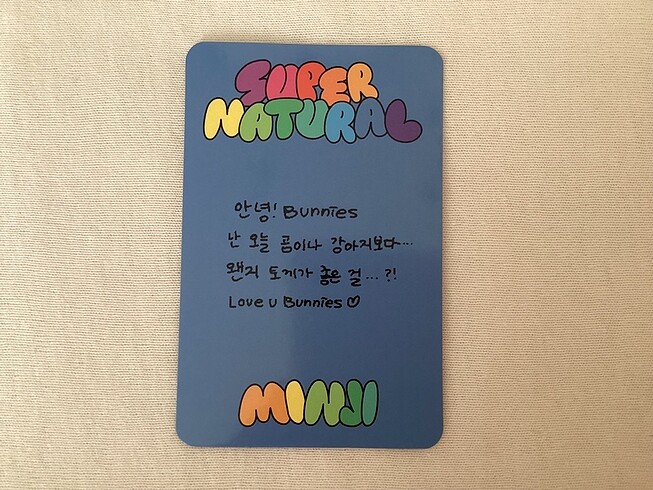 SUPER
NATURAL
안녕! Bunnies
난 오늘 곰이나 강아지보다...
왠지 토끼가 좋은 걸...?!
Love u Bunnies♡
MINJI